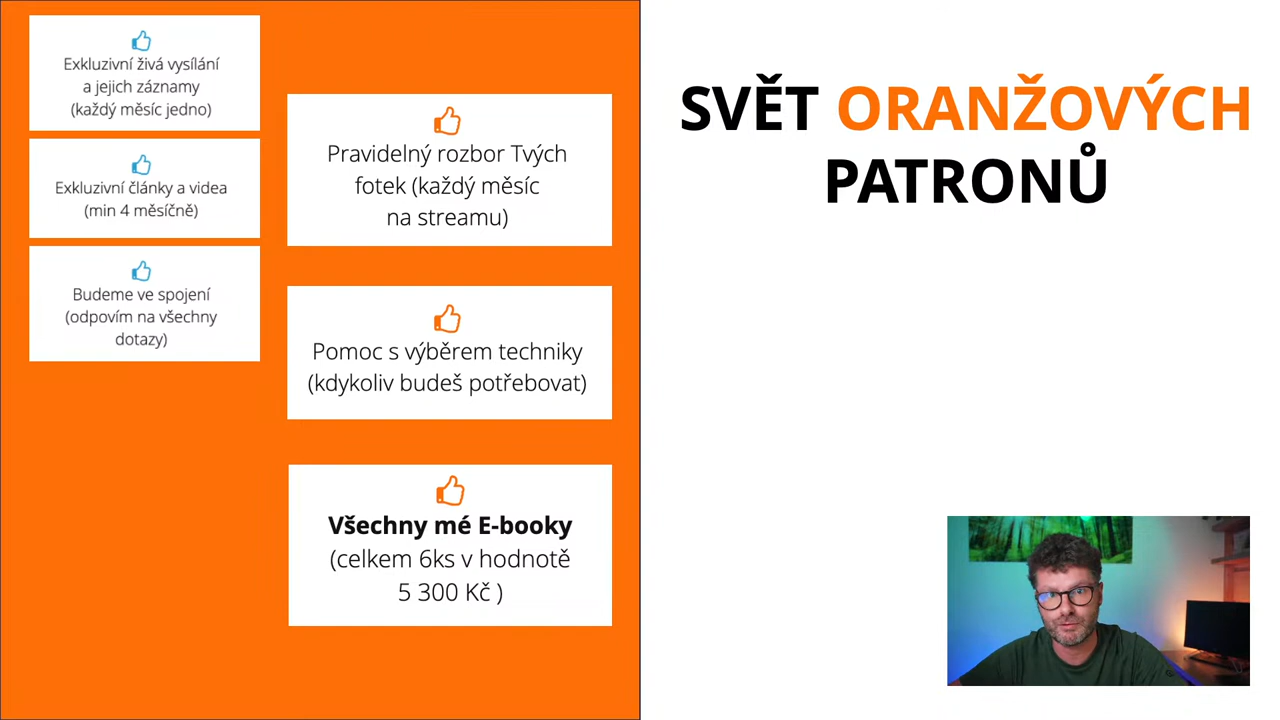 Exkluzivní živá vysílání
a jejich záznamy
(každý měsíc jedno)
Exkluzivní články a videa
(min 4 měsíčně)
Budeme ve spojení
(odpovím na všechny
dotazy)
Pravidelný rozbor Tvých
fotek (každý měsíc
na streamu)
Pomoc s výběrem techniky
(kdykoliv budeš potřebovat)
Všechny mé E-booky
(celkem 6ks v hodnotě
5 300 Kč )
SVĚT ORANŽOVÝCH
PATRONŮ